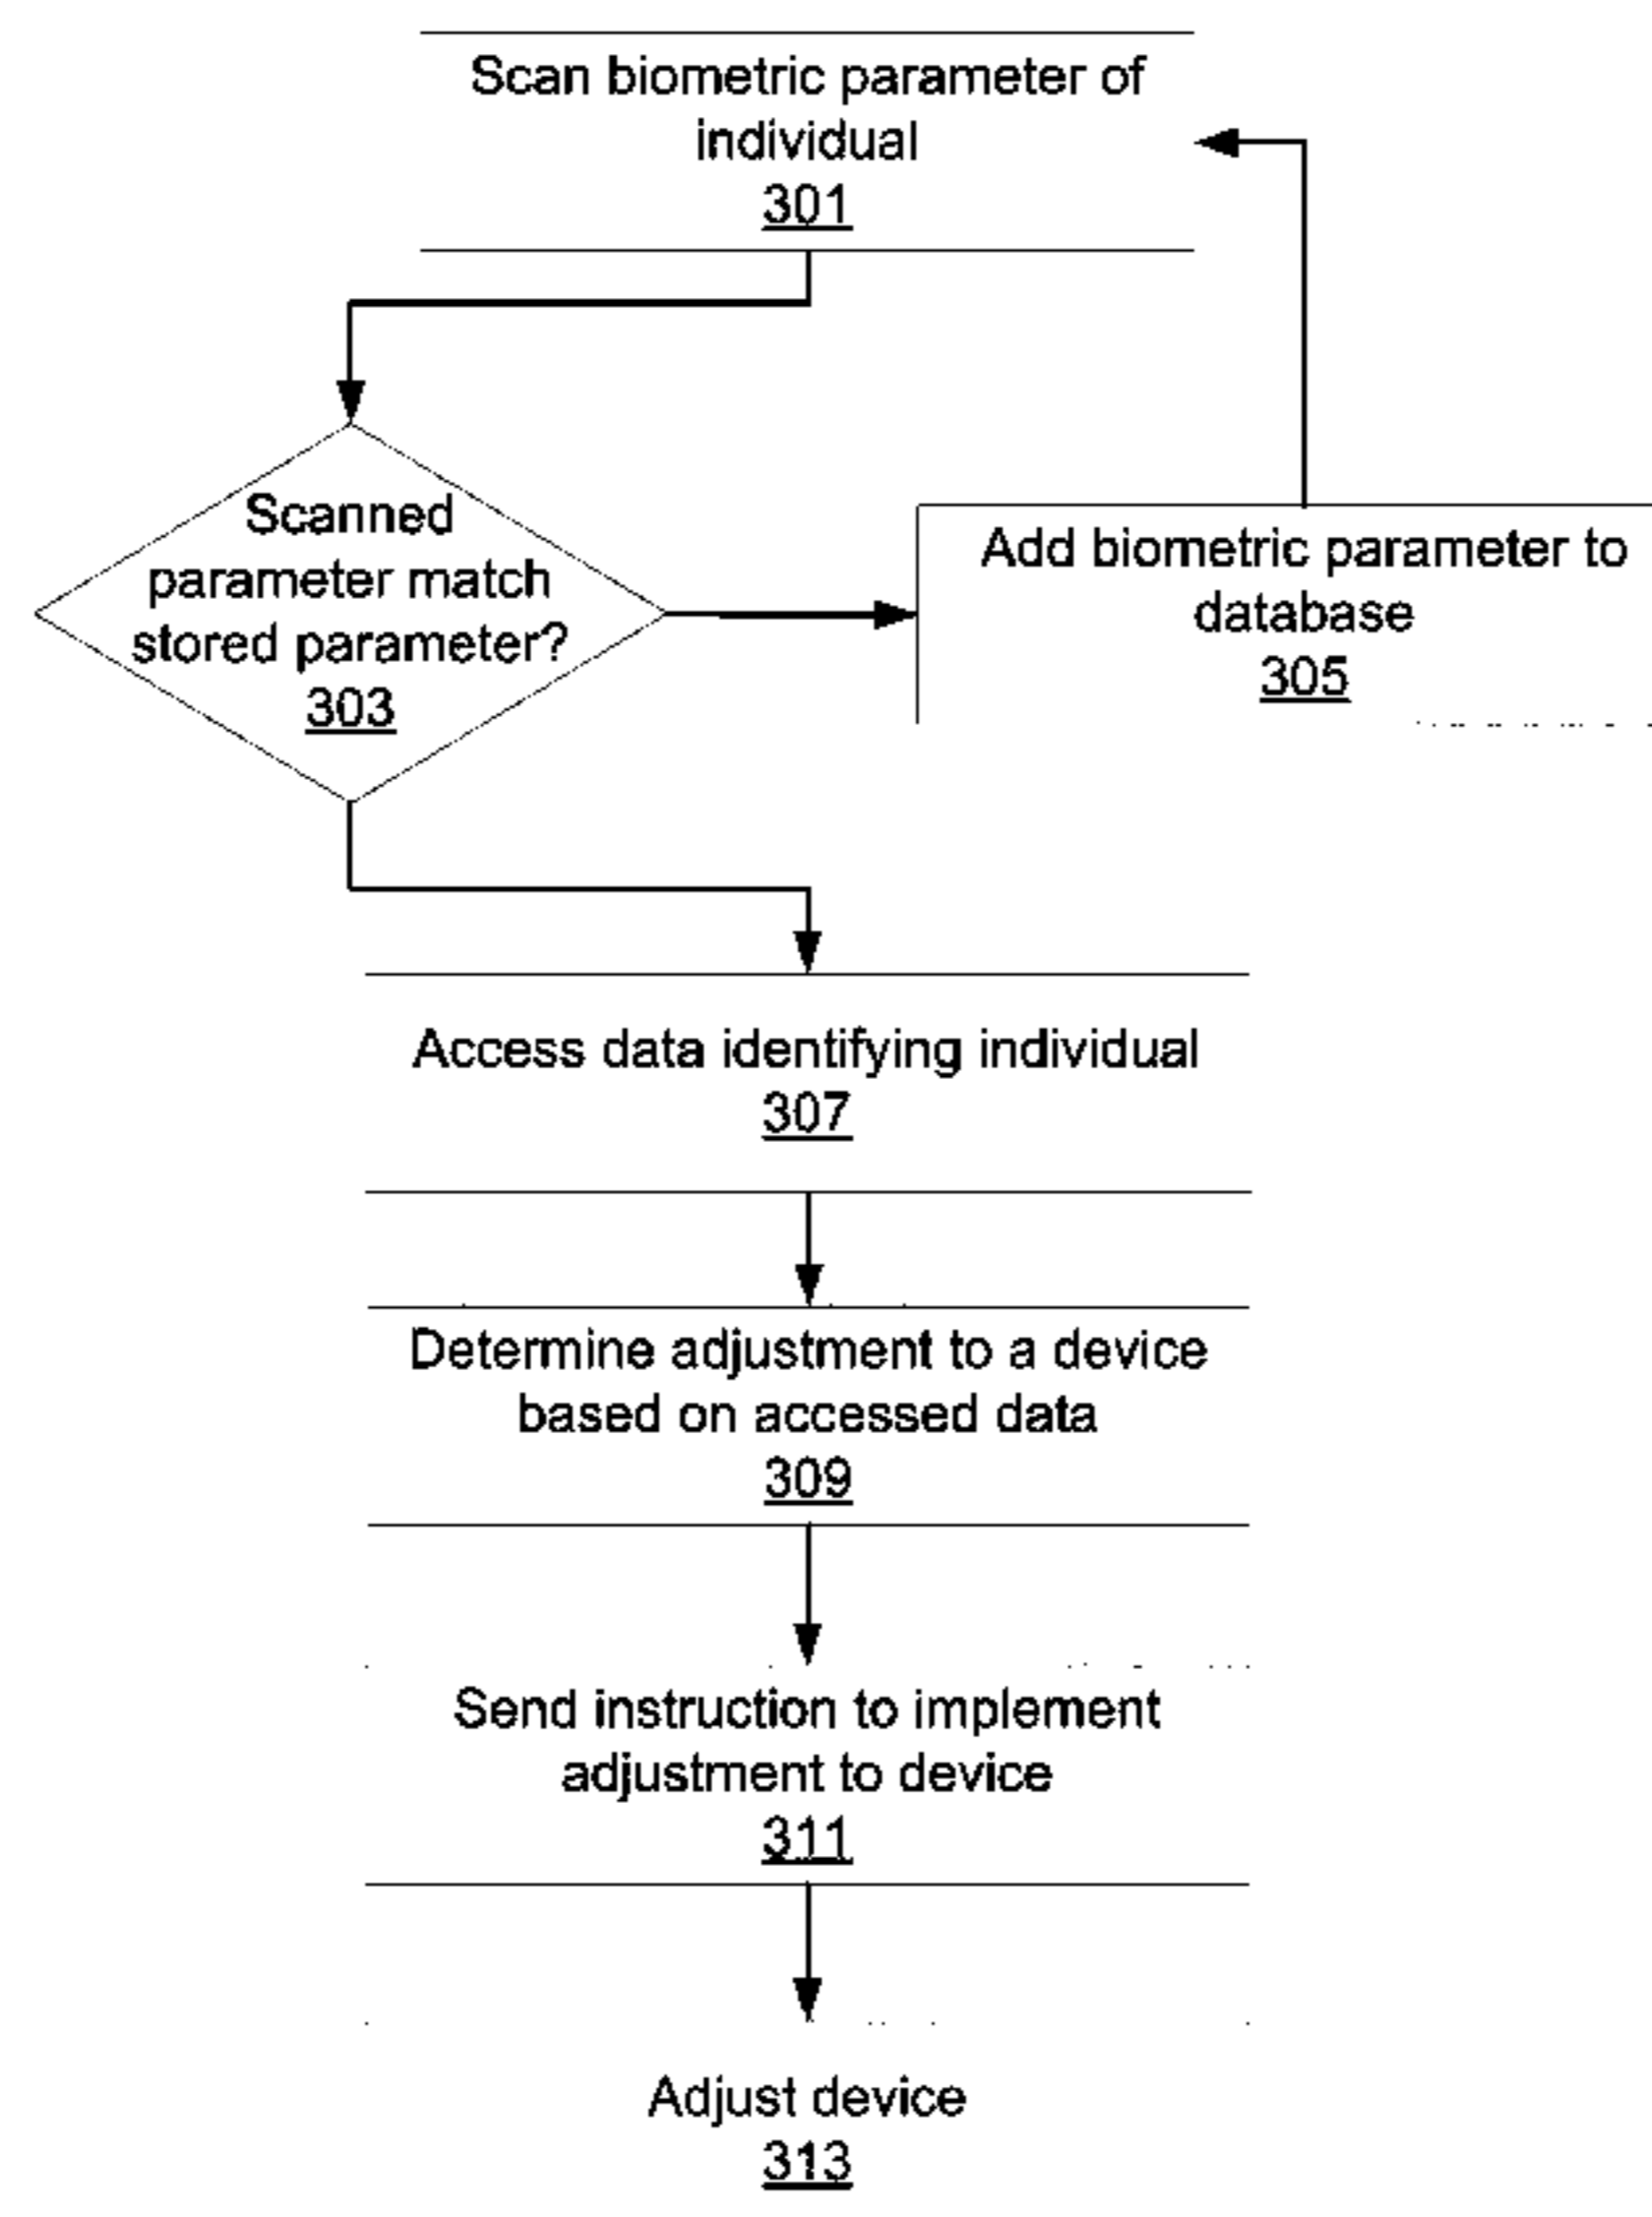 Scan biometric parameter of
individual
301
Scanned
parameter match
stored parameter?
303
Add biometric parameter to
database
305
Access data identifying individual
307
Determine adjustment to a device
based on accessed data
309
Send instruction to implement
adjustment to device
311
Adjust device
313